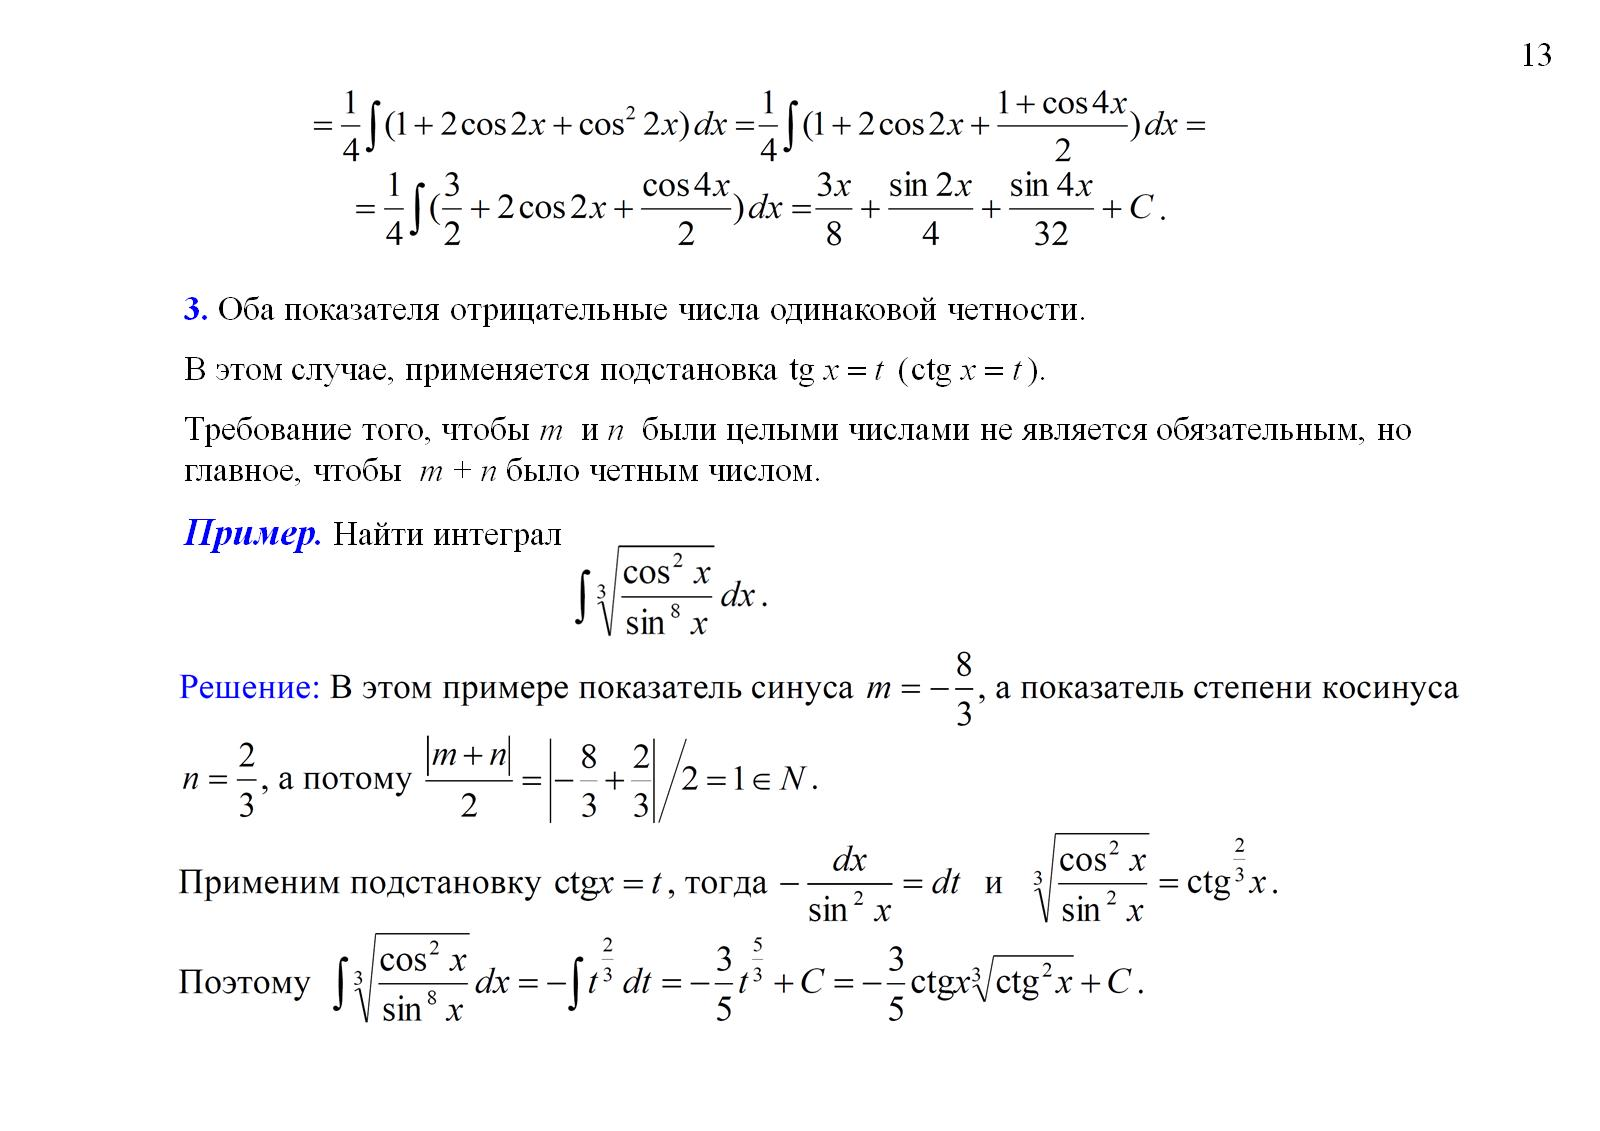 13
= 1/4 ∫(1 + 2cos2x + cos² 2x)dx = 1/4 ∫(1 + 2cos2x + (1 + cos4x)/2)dx =
= 1/4 ∫(3/2 + 2cos2x + cos4x/2)dx = 3x/8 + sin 2x/4 + sin 4x/32 + C.
3. Оба показателя отрицательные числа одинаковой четности.
В этом случае, применяется подстановка tg x = t (ctg x = t).
Требование того, чтобы m и n были целыми числами не является обязательным, но
главное, чтобы m + n было четным числом.
Пример. Найти интеграл
∫ ∛(cos² x / sin⁸ x) dx.
Решение: В этом примере показатель синуса m = −8/3, а показатель степени косинуса
n = 2/3, а потому |m + n|/2 = |−8/3 + 2/3|/2 = 1 ∈ N.
Применим подстановку ctgx = t, тогда −dx/sin² x = dt и ∛(cos² x / sin² x) = ctg^(2/3) x.
Поэтому ∫ ∛(cos² x / sin⁸ x) dx = −∫ t^(2/3) dt = −3/5 t^(5/3) + C = −3/5 ctgx∛(ctg²x) + C.